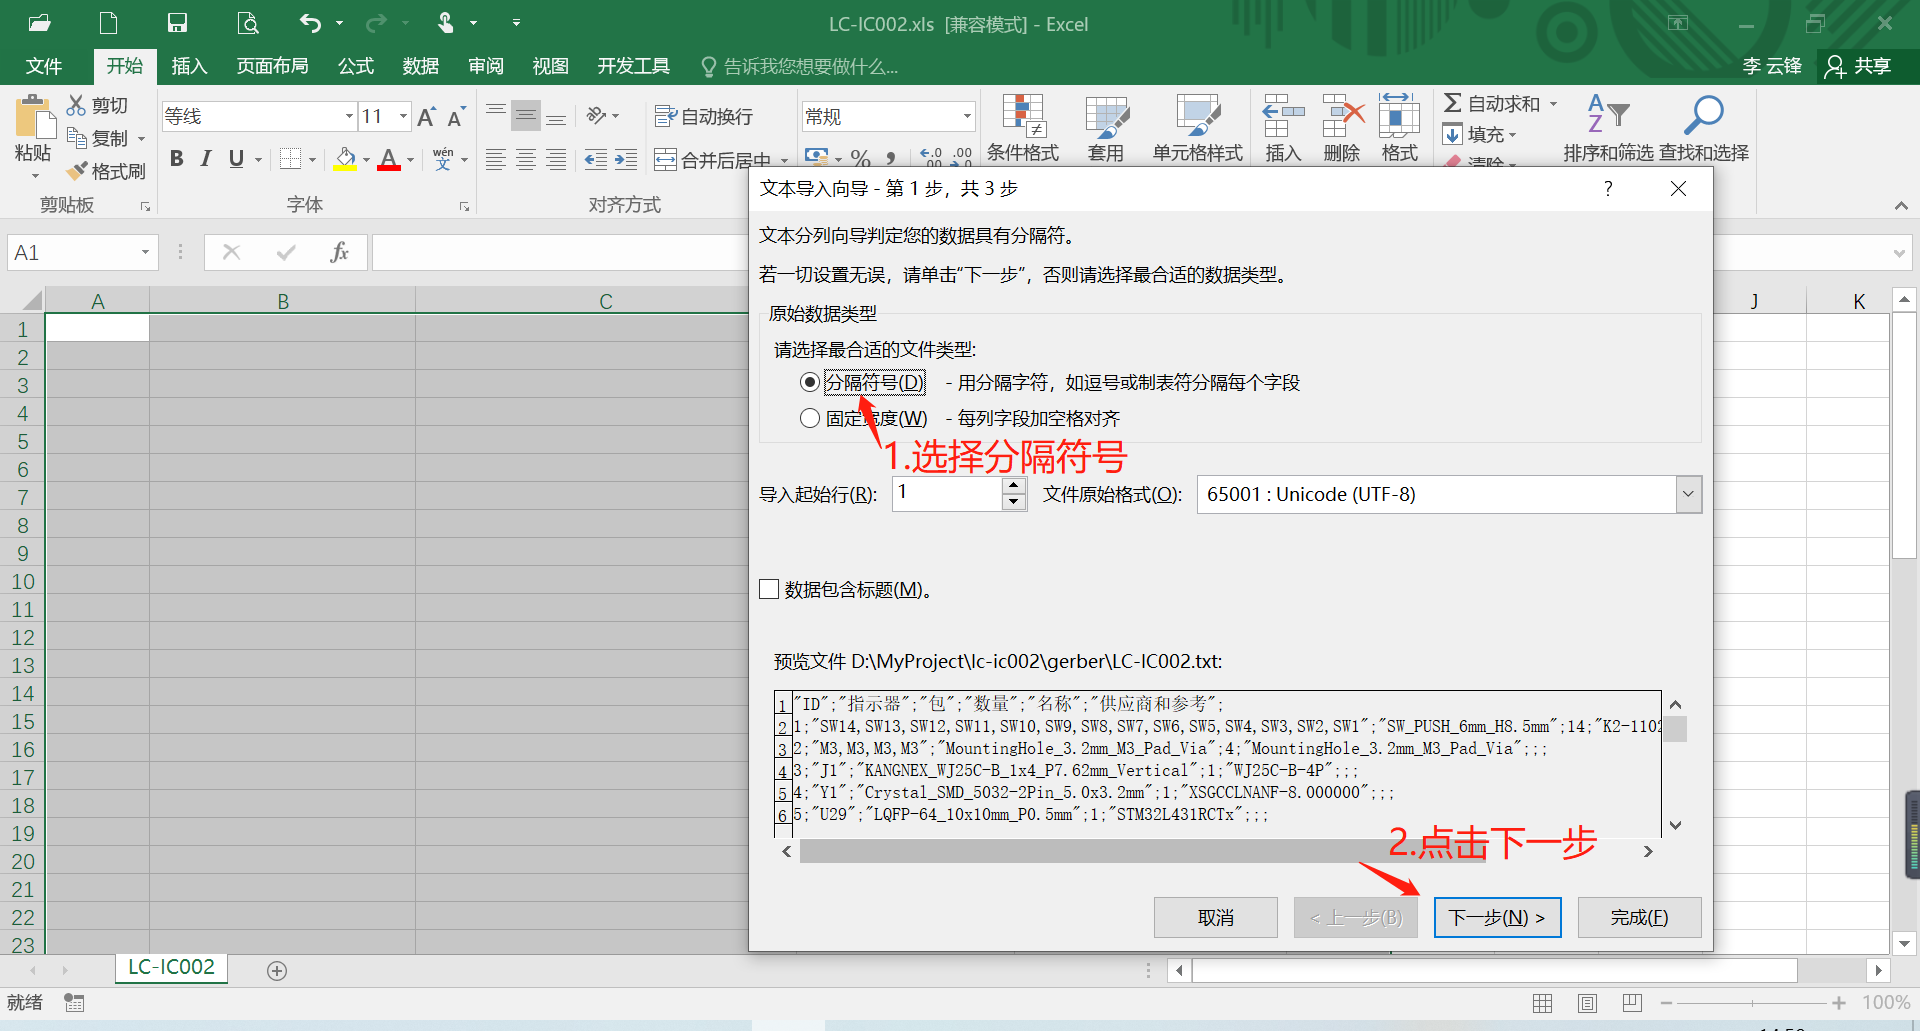 LC-IC002.xls [兼容模式] - Excel
文件 开始 插入 页面布局 公式 数据 审阅 视图 开发工具 告诉我您想要做什么... 李 云锋 共享
剪切 等线 11 自动换行 常规 自动求和
复制 填充
粘贴 条件格式 套用 单元格样式 插入 删除 格式 排序和筛选 查找和选择
格式刷 B I U A wén 文 合并后居中 % 清除
剪贴板 字体 对齐方式
A1 fx
A B C J K
1
2
3
4
5
6
7
8
9
10
11
12
13
14
15
16
17
18
19
20
21
22
23
文本导入向导 - 第 1 步，共 3 步 ?
文本分列向导判定您的数据具有分隔符。
若一切设置无误，请单击“下一步”，否则请选择最合适的数据类型。
原始数据类型
请选择最合适的文件类型:
分隔符号(D) - 用分隔字符，如逗号或制表符分隔每个字段
固定宽度(W) - 每列字段加空格对齐
1.选择分隔符号
导入起始行(R): 1 文件原始格式(O): 65001 : Unicode (UTF-8)
数据包含标题(M)。
预览文件 D:\MyProject\lc-ic002\gerber\LC-IC002.txt:
1 "ID";"指示器";"包";"数量";"名称";"供应商和参考";
2 1;"SW14,SW13,SW12,SW11,SW10,SW9,SW8,SW7,SW6,SW5,SW4,SW3,SW2,SW1";"SW_PUSH_6mm_H8.5mm";14;"K2-1102
3 2;"M3,M3,M3,M3";"MountingHole_3.2mm_M3_Pad_Via";4;"MountingHole_3.2mm_M3_Pad_Via";;;
4 3;"J1";"KANGNEX_WJ25C-B_1x4_P7.62mm_Vertical";1;"WJ25C-B-4P";;;
5 4;"Y1";"Crystal_SMD_5032-2Pin_5.0x3.2mm";1;"XSGCCLNANF-8.000000";;;
6 5;"U29";"LQFP-64_10x10mm_P0.5mm";1;"STM32L431RCTx";;;
2.点击下一步
取消 < 上一步(B) 下一步(N) > 完成(F)
LC-IC002
就绪 100%